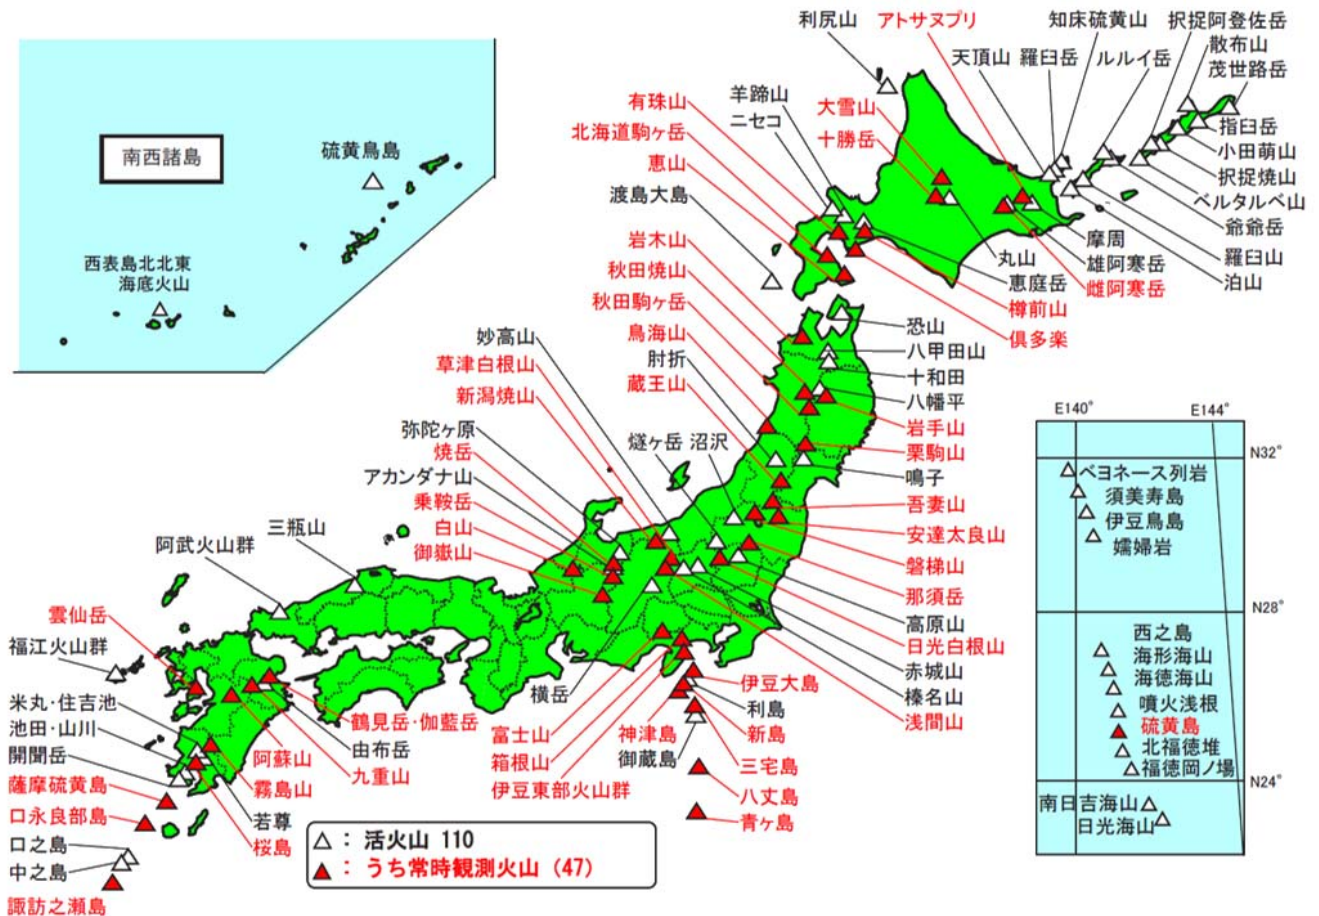 南西諸島
硫黄鳥島
西表島北北東
海底火山
利尻山
アトサヌプリ
知床硫黄山
択捉阿登佐岳
天頂山
羅臼岳
ルルイ岳
散布山
茂世路岳
指臼岳
小田萌山
択捉焼山
ベルタルベ山
爺爺岳
羅臼山
泊山
有珠山
羊蹄山
大雪山
北海道駒ヶ岳
ニセコ
十勝岳
恵山
渡島大島
摩周
丸山
雄阿寒岳
恵庭岳
雌阿寒岳
樽前山
倶多楽
岩木山
秋田焼山
秋田駒ヶ岳
鳥海山
肘折
蔵王山
恐山
八甲田山
十和田
八幡平
岩手山
栗駒山
鳴子
吾妻山
安達太良山
磐梯山
那須岳
高原山
日光白根山
赤城山
榛名山
浅間山
妙高山
草津白根山
新潟焼山
弥陀ヶ原
焼岳
アカンダナ山
乗鞍岳
白山
御嶽山
燧ヶ岳
沼沢
三瓶山
阿武火山群
横岳
富士山
箱根山
伊豆東部火山群
伊豆大島
利島
新島
神津島
御蔵島
三宅島
八丈島
青ヶ島
雲仙岳
福江火山群
米丸・住吉池
池田・山川
開聞岳
薩摩硫黄島
口永良部島
口之島
中之島
諏訪之瀬島
鶴見岳・伽藍岳
由布岳
九重山
阿蘇山
霧島山
若尊
桜島
△ : 活火山 110
▲ : うち常時観測火山 (47)
E140°
E144°
N32°
ベヨネース列岩
須美寿島
伊豆鳥島
孀婦岩
N28°
西之島
海形海山
海徳海山
噴火浅根
硫黄島
北福徳堆
福徳岡ノ場
N24°
南日吉海山
日光海山